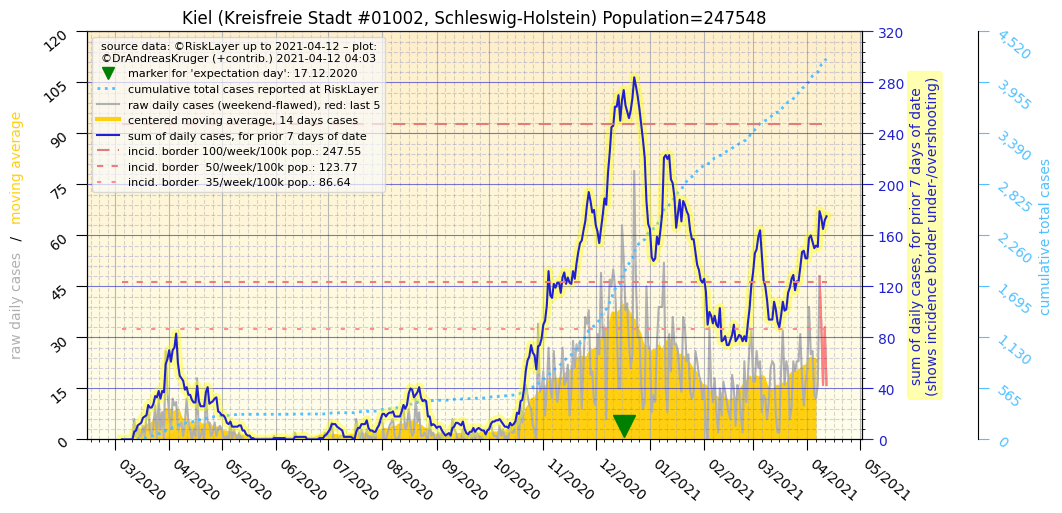 Kiel (Kreisfreie Stadt #01002, Schleswig-Holstein) Population=247548
source data: ©RiskLayer up to 2021-04-12 – plot:
©DrAndreasKruger (+contrib.) 2021-04-12 04:03
marker for 'expectation day': 17.12.2020
cumulative total cases reported at RiskLayer
raw daily cases (weekend-flawed), red: last 5
centered moving average, 14 days cases
sum of daily cases, for prior 7 days of date
incid. border 100/week/100k pop.: 247.55
incid. border  50/week/100k pop.: 123.77
incid. border  35/week/100k pop.: 86.64
raw daily cases / moving average
120
105
90
75
60
45
30
15
0
03/2020
04/2020
05/2020
06/2020
07/2020
08/2020
09/2020
10/2020
11/2020
12/2020
01/2021
02/2021
03/2021
04/2021
05/2021
320
280
240
200
160
120
80
40
0
sum of daily cases, for prior 7 days of date
(shows incidence border under-/overshooting)
4,520
3,955
3,390
2,825
2,260
1,695
1,130
565
0
cumulative total cases